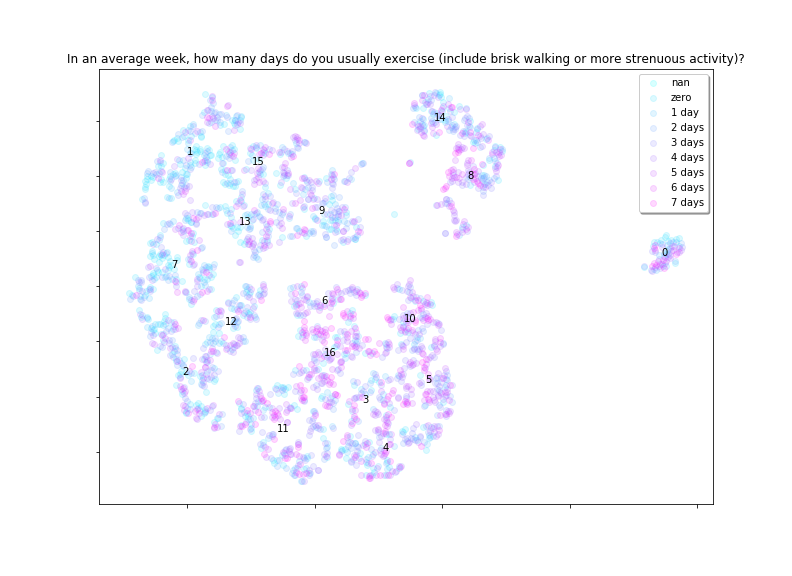 In an average week, how many days do you usually exercise (include brisk walking or more strenuous activity)?
nan
zero
1 day
2 days
3 days
4 days
5 days
6 days
7 days
14
1
15
8
9
13
0
7
6
10
12
16
2
5
3
11
4